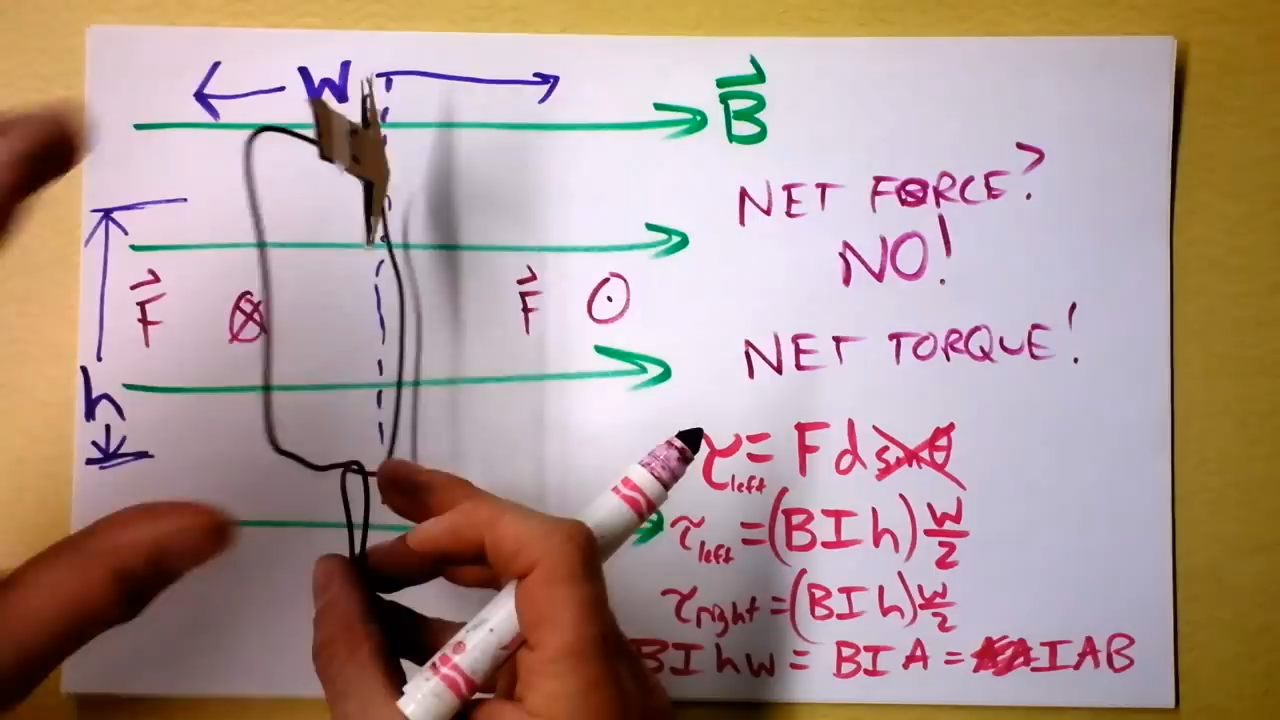 W
B⃗
NET FORCE?
NO!
h
F⃗ ⊗ F⃗ ⊙
NET TORQUE!
τleft = Fd sinθ
τleft = (BIh) w/2
τright = (BIh) w/2
BIhw = BIA = IAB